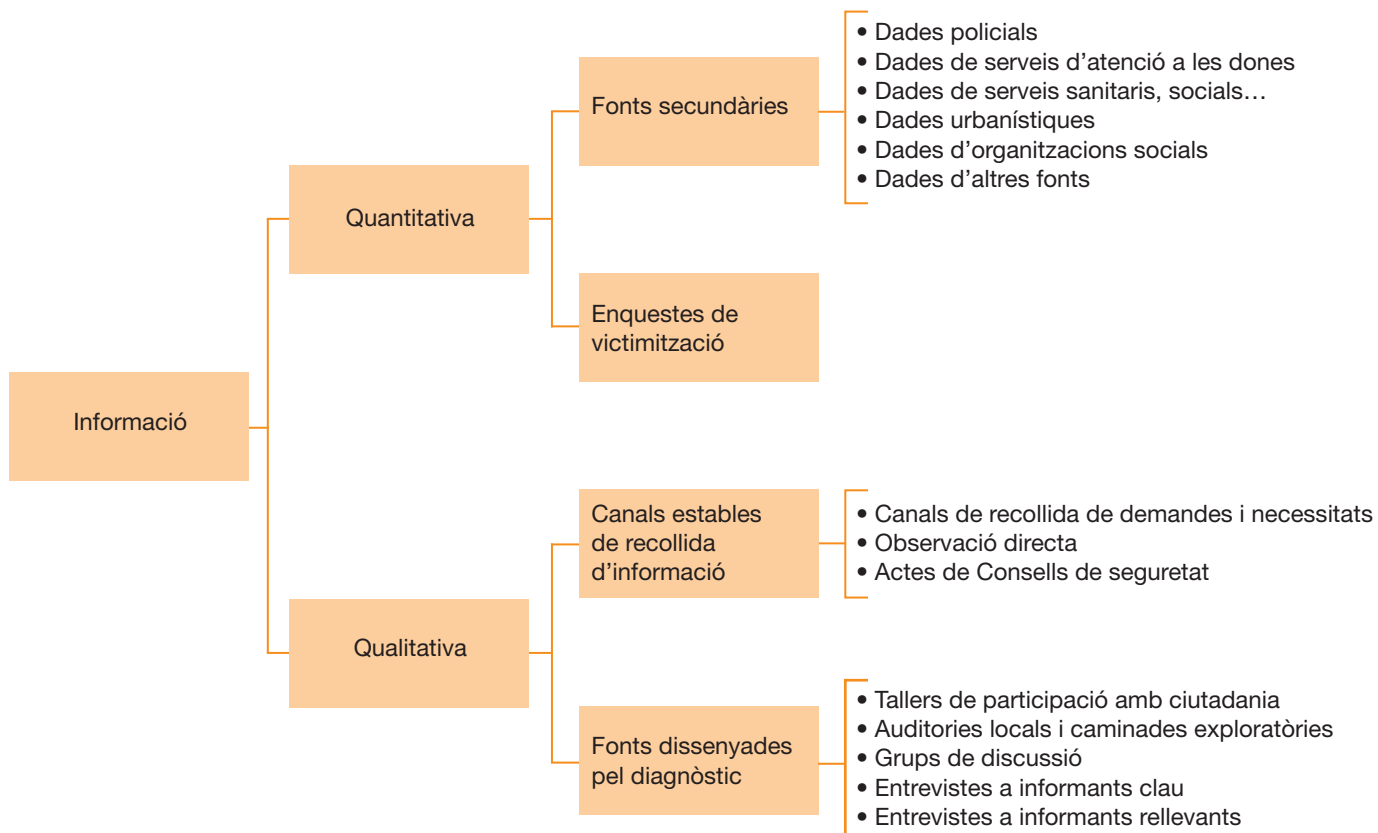 • Dades policials
• Dades de serveis d’atenció a les dones
• Dades de serveis sanitaris, socials…
• Dades urbanístiques
• Dades d’organitzacions socials
• Dades d’altres fonts
Fonts secundàries
Quantitativa
Enquestes de
victimització
Informació
Canals estables
de recollida
d’informació
• Canals de recollida de demandes i necessitats
• Observació directa
• Actes de Consells de seguretat
Qualitativa
Fonts dissenyades
pel diagnòstic
• Tallers de participació amb ciutadania
• Auditories locals i caminades exploratòries
• Grups de discussió
• Entrevistes a informants clau
• Entrevistes a informants rellevants